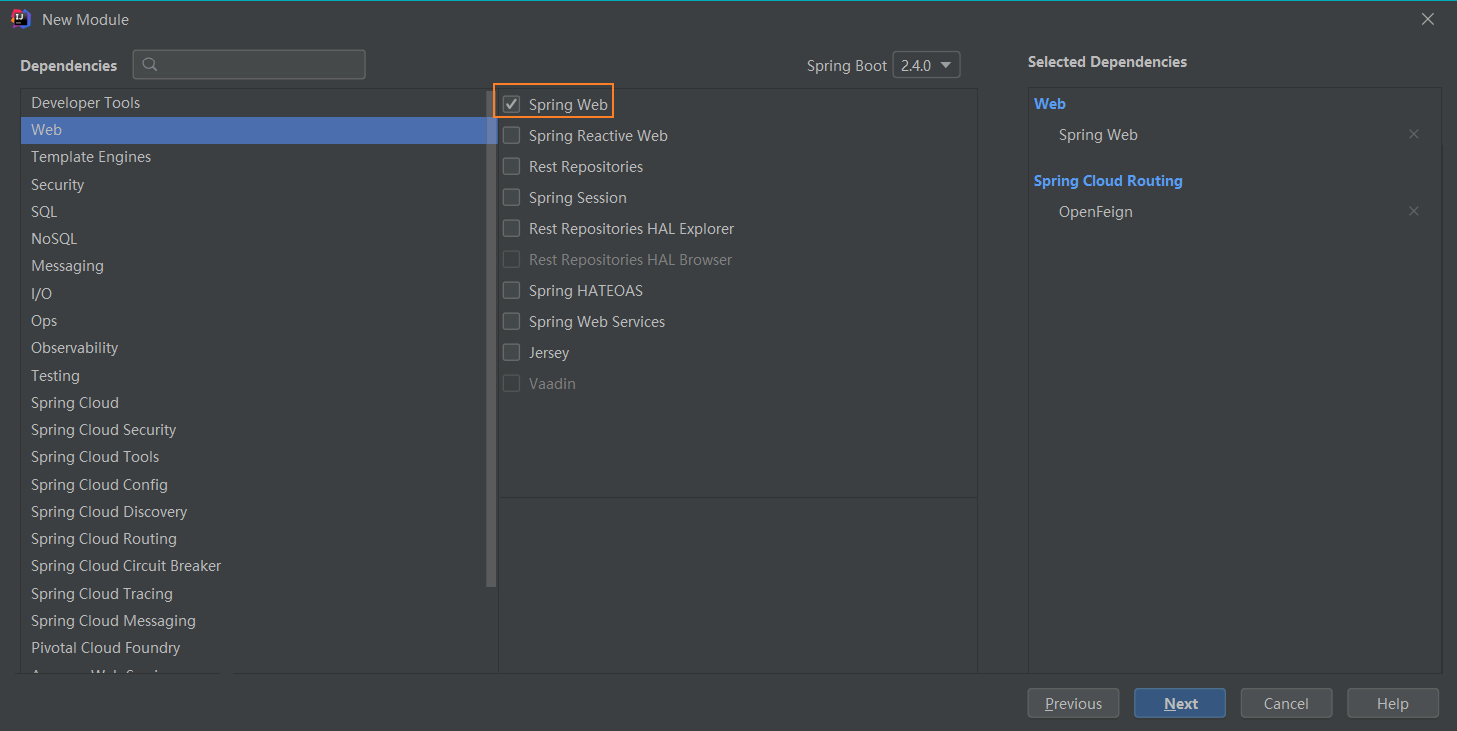 New Module
Dependencies
Spring Boot 2.4.0
Selected Dependencies
Developer Tools
Web
Template Engines
Security
SQL
NoSQL
Messaging
I/O
Ops
Observability
Testing
Spring Cloud
Spring Cloud Security
Spring Cloud Tools
Spring Cloud Config
Spring Cloud Discovery
Spring Cloud Routing
Spring Cloud Circuit Breaker
Spring Cloud Tracing
Spring Cloud Messaging
Pivotal Cloud Foundry
Spring Web
Spring Reactive Web
Rest Repositories
Spring Session
Rest Repositories HAL Explorer
Rest Repositories HAL Browser
Spring HATEOAS
Spring Web Services
Jersey
Vaadin
Web
Spring Web
Spring Cloud Routing
OpenFeign
Previous
Next
Cancel
Help